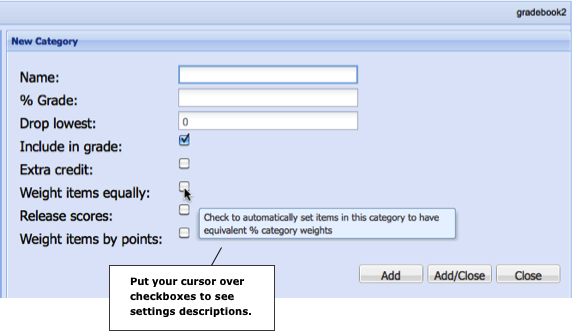 gradebook2
New Category
Name:
% Grade:
Drop lowest: 0
Include in grade:
Extra credit:
Weight items equally:
Release scores:
Check to automatically set items in this category to have
equivalent % category weights
Weight items by points:
Add Add/Close Close
Put your cursor over
checkboxes to see
settings descriptions.